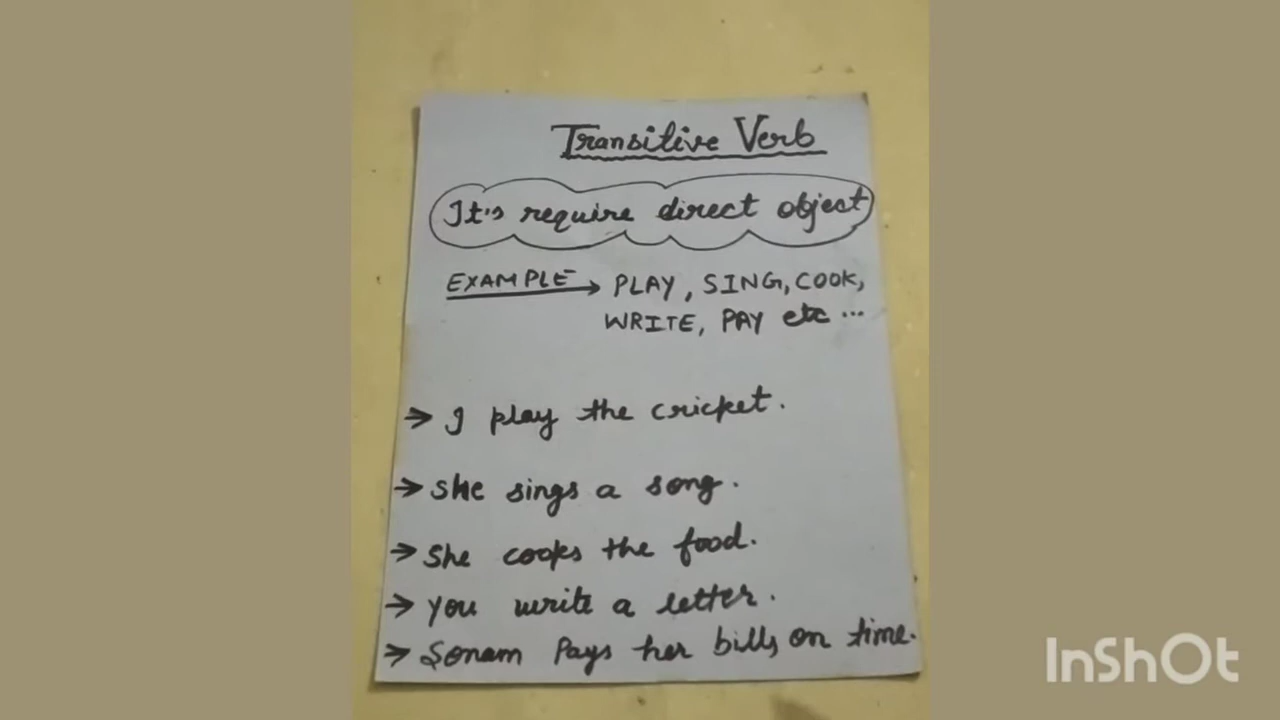 Transitive Verb
It's require direct object
EXAMPLE → PLAY, SING, COOK,
WRITE, PAY etc ...
→ I play the cricket.
→ She sings a song.
→ She cooks the food.
→ You write a letter.
→ Sonam Pays her bills on time.
InShOt